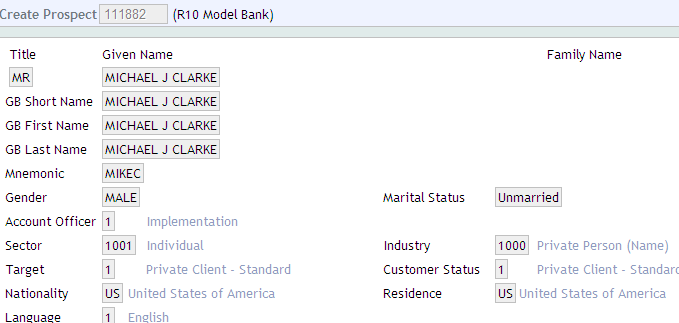 Create Prospect 111882 (R10 Model Bank)
Title Given Name Family Name
MR MICHAEL J CLARKE
GB Short Name MICHAEL J CLARKE
GB First Name MICHAEL J CLARKE
GB Last Name MICHAEL J CLARKE
Mnemonic MIKEC
Gender MALE Marital Status Unmarried
Account Officer 1 Implementation
Sector 1001 Individual Industry 1000 Private Person (Name)
Target 1 Private Client - Standard Customer Status 1 Private Client - Standard
Nationality US United States of America Residence US United States of America
Language 1 English